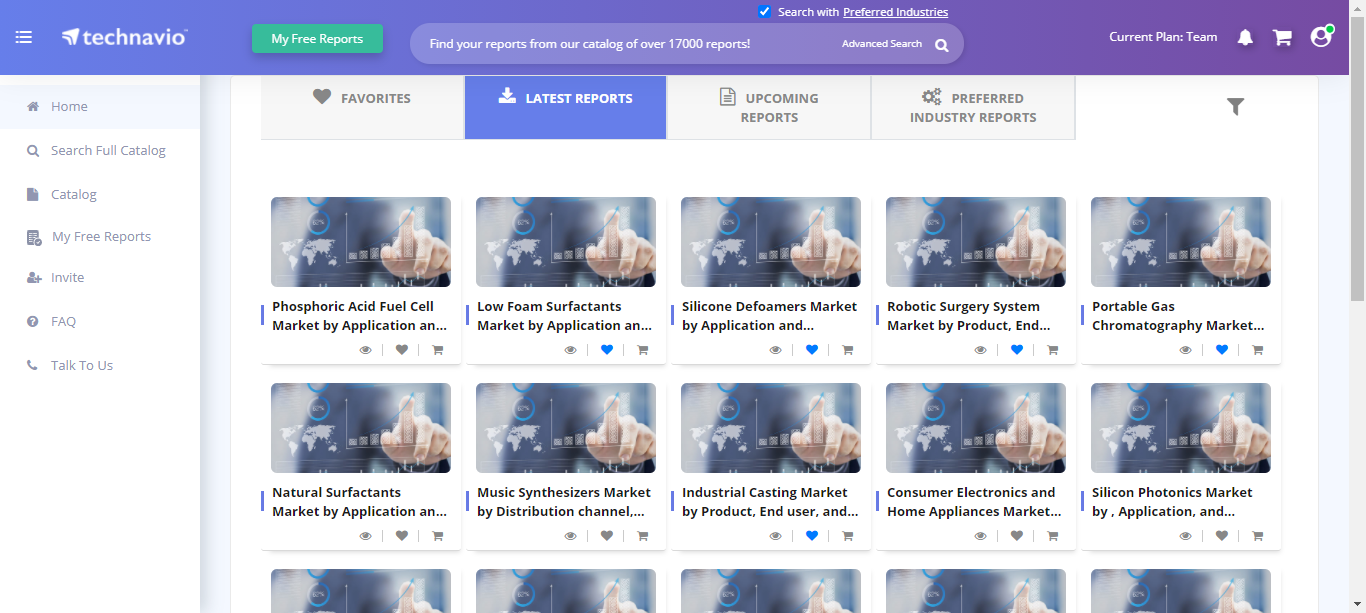 Search with Preferred Industries
technavio
My Free Reports
Find your reports from our catalog of over 17000 reports!
Advanced Search
Current Plan: Team
Home
Search Full Catalog
Catalog
My Free Reports
Invite
FAQ
Talk To Us
FAVORITES
LATEST REPORTS
UPCOMING
REPORTS
PREFERRED
INDUSTRY REPORTS
Phosphoric Acid Fuel Cell
Market by Application an...
Low Foam Surfactants
Market by Application an...
Silicone Defoamers Market
by Application and...
Robotic Surgery System
Market by Product, End...
Portable Gas
Chromatography Market...
Natural Surfactants
Market by Application an...
Music Synthesizers Market
by Distribution channel,...
Industrial Casting Market
by Product, End user, and...
Consumer Electronics and
Home Appliances Market...
Silicon Photonics Market
by , Application, and...